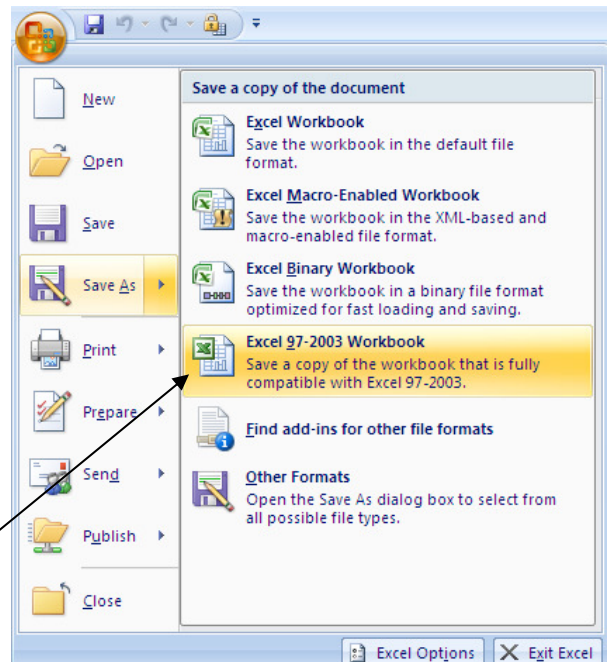 New
Open
Save
Save As
Print
Prepare
Send
Publish
Close
Save a copy of the document
Excel Workbook
Save the workbook in the default file
format.
Excel Macro-Enabled Workbook
Save the workbook in the XML-based and
macro-enabled file format.
Excel Binary Workbook
Save the workbook in a binary file format
optimized for fast loading and saving.
Excel 97-2003 Workbook
Save a copy of the workbook that is fully
compatible with Excel 97-2003.
Find add-ins for other file formats
Other Formats
Open the Save As dialog box to select from
all possible file types.
Excel Options
Exit Excel